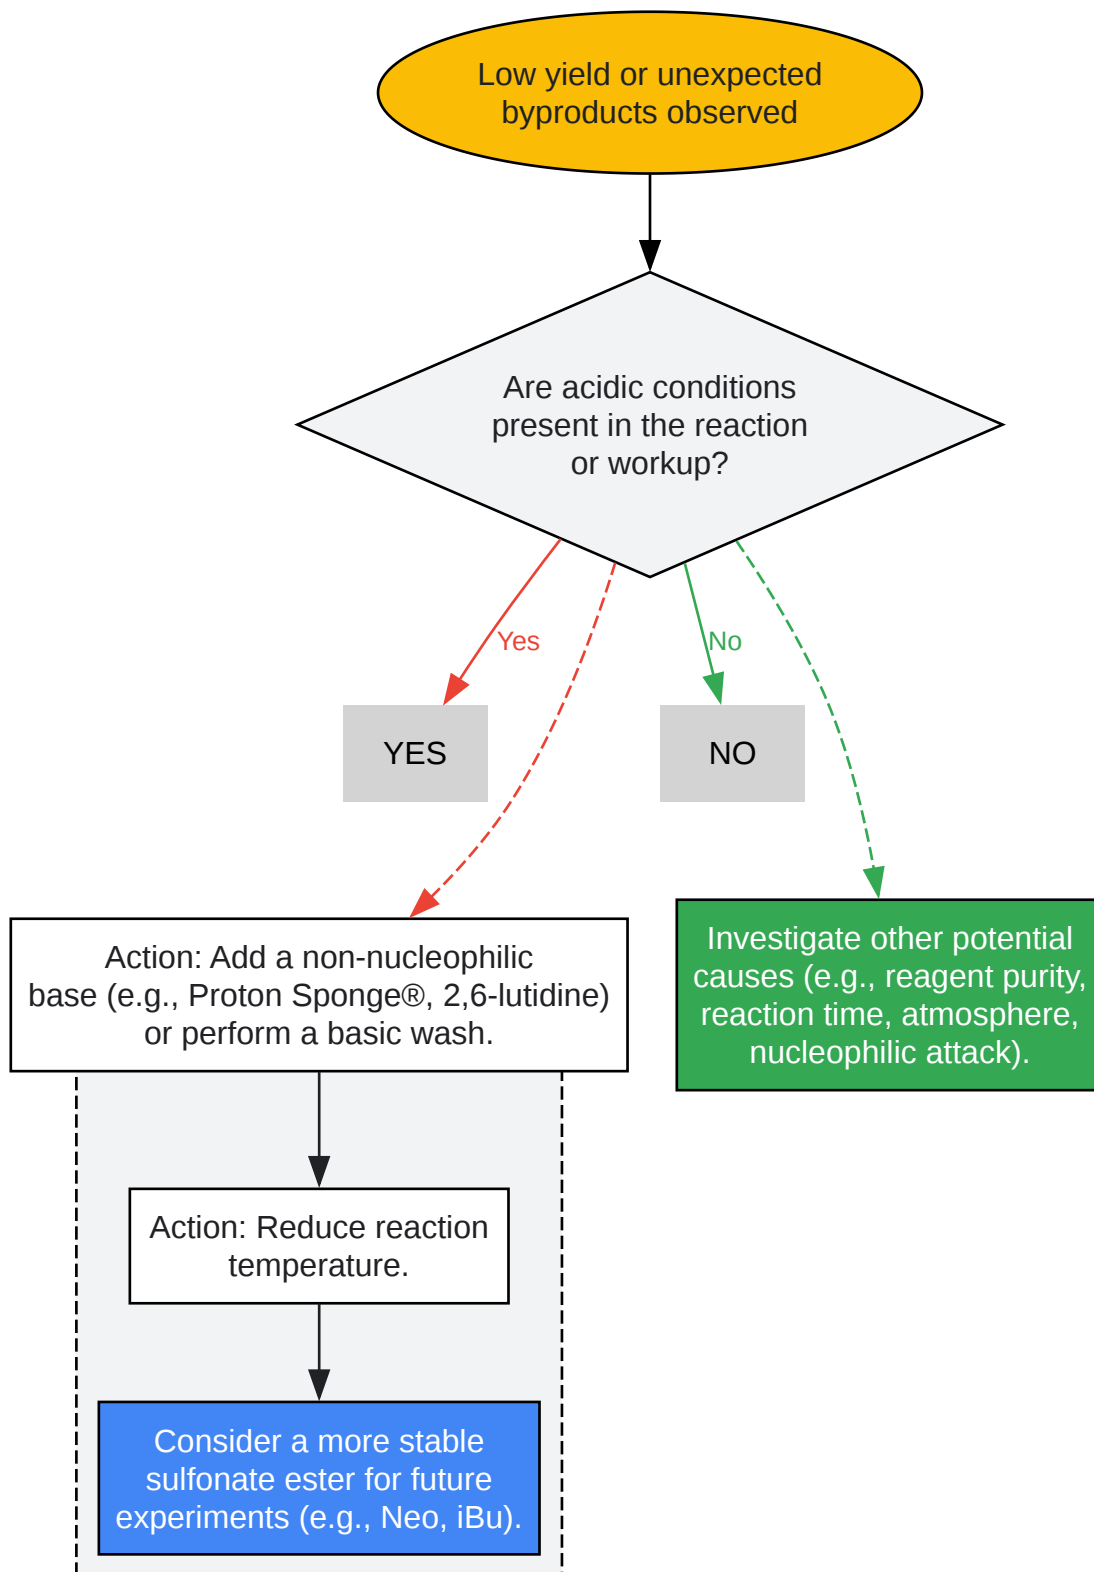 Low yield or unexpected
byproducts observed
Are acidic conditions
present in the reaction
or workup?
Yes
No
YES
NO
Action: Add a non-nucleophilic
base (e.g., Proton Sponge®, 2,6-lutidine)
or perform a basic wash.
Investigate other potential
causes (e.g., reagent purity,
reaction time, atmosphere,
nucleophilic attack).
Action: Reduce reaction
temperature.
Consider a more stable
sulfonate ester for future
experiments (e.g., Neo, iBu).